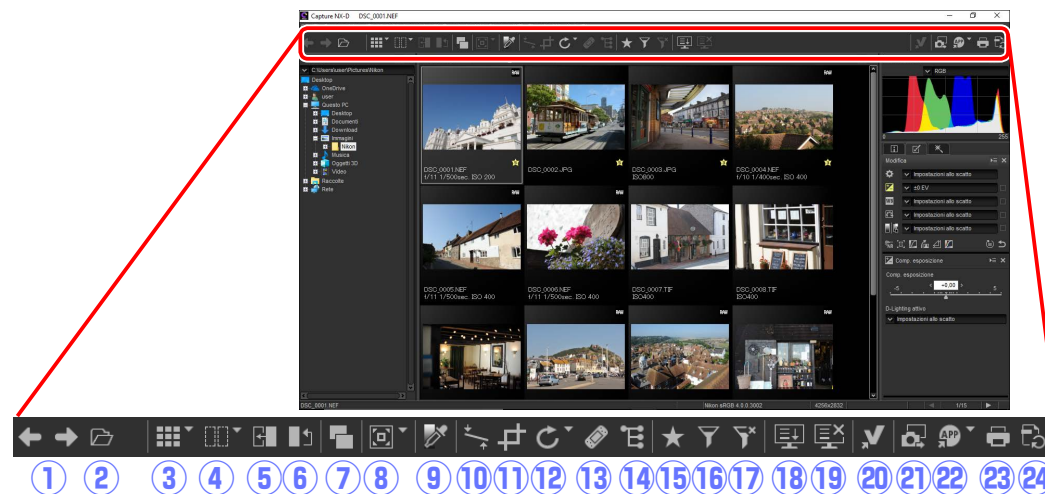 Capture NX-D DSC_0001.NEF
C:\Users\user\Pictures\Nikon
Desktop
OneDrive
user
Questo PC
Desktop
Documenti
Download
Immagini
Nikon
Musica
Oggetti 3D
Video
Raccolte
Rete
DSC_0001.NEF
f/11 1/500sec. ISO 200
DSC_0002.JPG
DSC_0003.JPG
ISO800
DSC_0004.NEF
f/10 1/400sec. ISO 400
DSC_0005.NEF
f/11 1/500sec. ISO 400
DSC_0006.NEF
f/11 1/500sec. ISO 400
DSC_0007.TIF
ISO400
DSC_0008.TIF
ISO400
RGB
0 255
Modifica
Impostazioni allo scatto
±0 EV
Impostazioni allo scatto
Impostazioni allo scatto
Impostazioni allo scatto
Comp. esposizione
Comp. esposizione
+0,00
-5 5
D-Lighting attivo
Impostazioni allo scatto
DSC_0001.NEF
Nikon sRGB 4.0.0.3002
4256x2832
1/15
APP
1 2 3 4 5 6 7 8 9 10 11 12 13 14 15 16 17 18 19 20 21 22 23 24